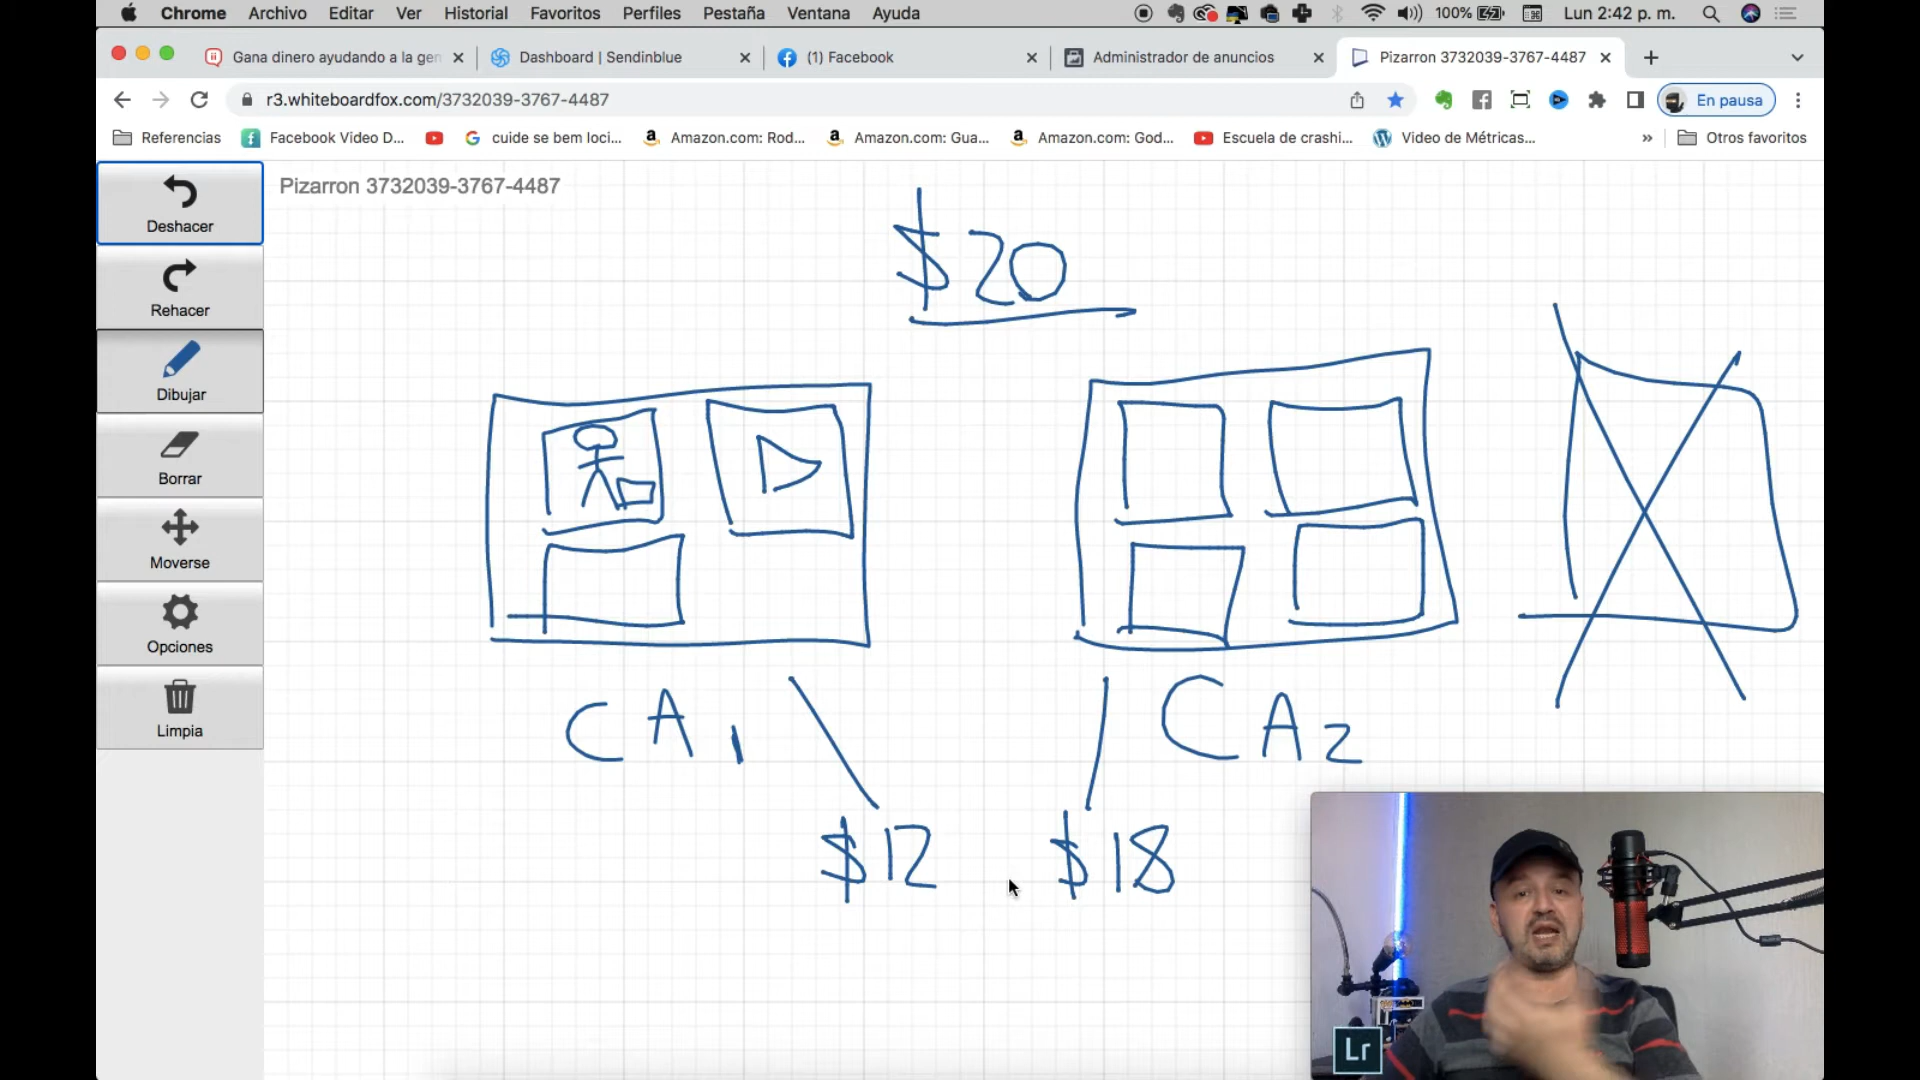 Chrome Archivo Editar Ver Historial Favoritos Perfiles Pestaña Ventana Ayuda 100% Lun 2:42 p. m.
Gana dinero ayudando a la gen Dashboard | Sendinblue (1) Facebook Administrador de anuncios Pizarron 3732039-3767-4487
r3.whiteboardfox.com/3732039-3767-4487 En pausa
Referencias Facebook Video D... cuide se bem loci... Amazon.com: Rod... Amazon.com: Gua... Amazon.com: God... Escuela de crashi... Video de Métricas... » Otros favoritos
Pizarron 3732039-3767-4487
Deshacer
Rehacer
Dibujar
Borrar
Moverse
Opciones
Limpia
$20
CA1 CA2
$12 $18
Lr